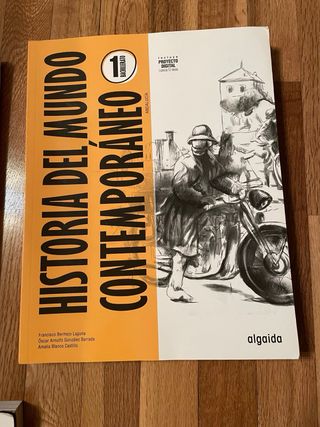 HISTORIA DEL MUNDO
CONTEMPORÁNEO
1
BACHILLERATO
ANDALUCÍA
PROYECTO
DIGITAL
Francisco Bermejo Laguna
Óscar Arnulfo González Barrada
Amalia Blanco Castillo
algaida